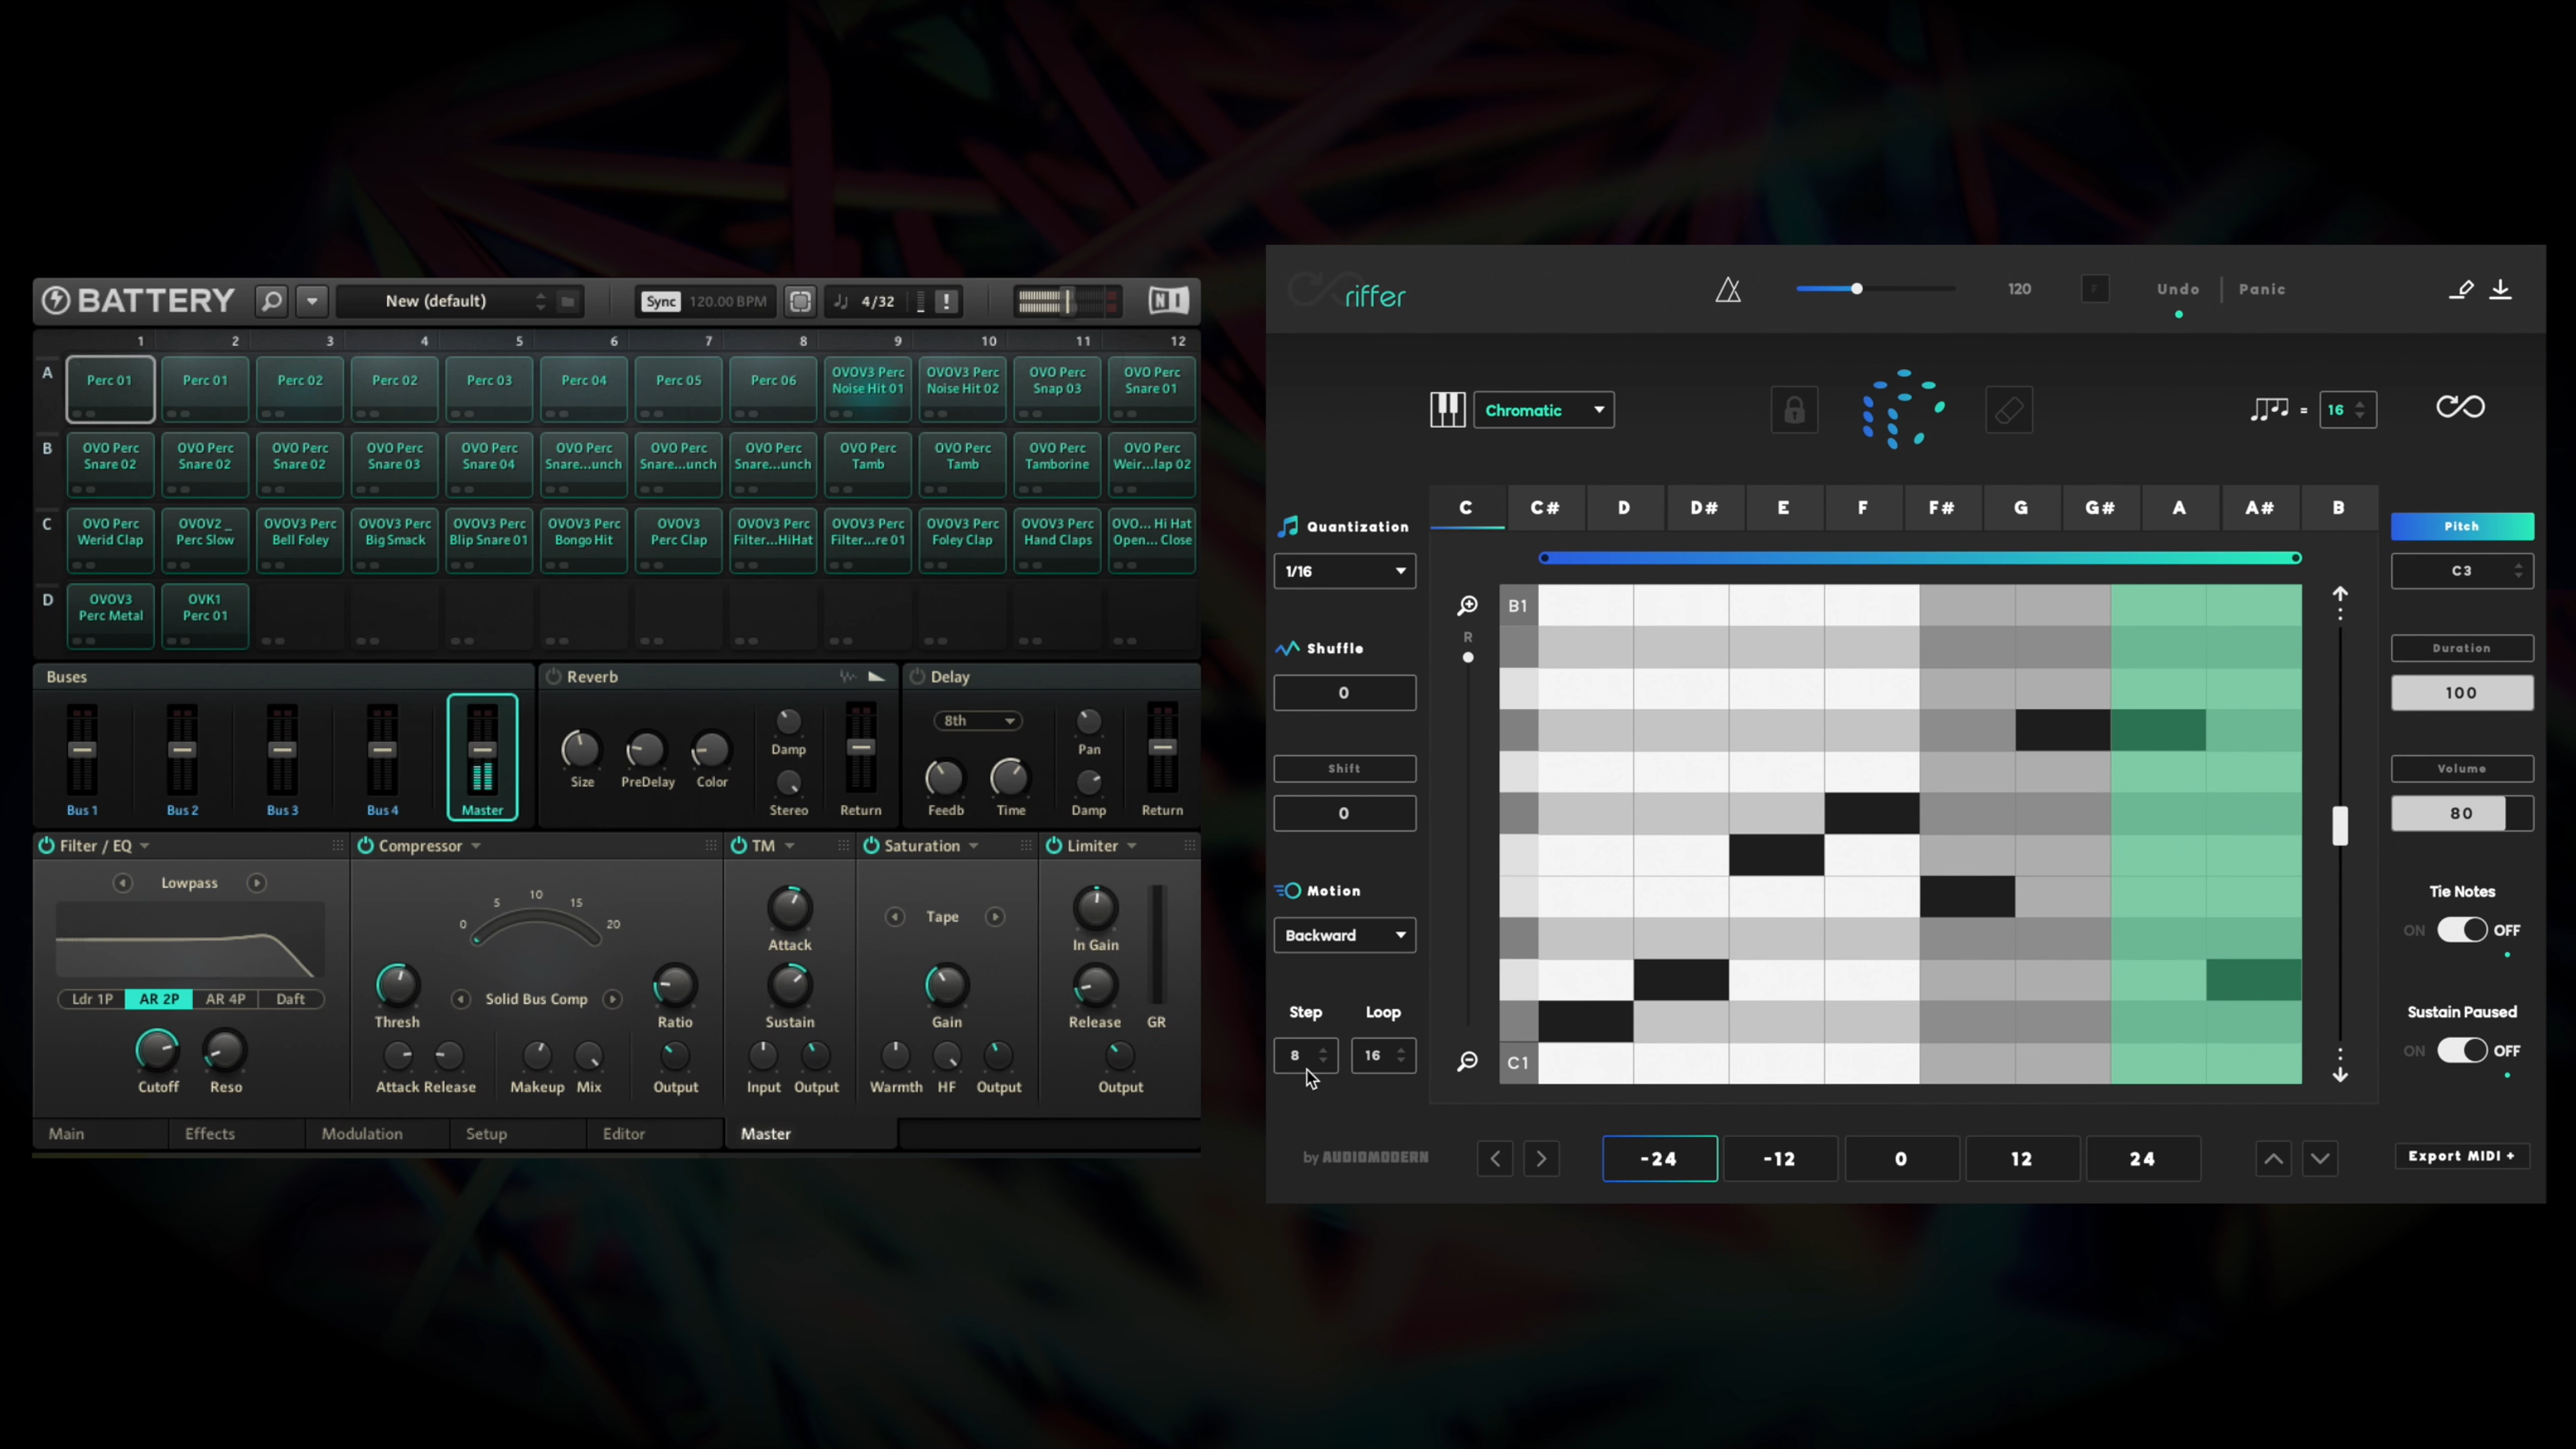 BATTERY
New (default)
Sync 120.00 BPM
4/32
NI
1 2 3 4 5 6 7 8 9 10 11 12
A
Perc 01
Perc 01
Perc 02
Perc 02
Perc 03
Perc 04
Perc 05
Perc 06
OVOV3 Perc
Noise Hit 01
OVOV3 Perc
Noise Hit 02
OVO Perc
Snap 03
OVO Perc
Snare 01
B
OVO Perc
Snare 02
OVO Perc
Snare 02
OVO Perc
Snare 02
OVO Perc
Snare 03
OVO Perc
Snare 04
OVO Perc
Snare...unch
OVO Perc
Snare...unch
OVO Perc
Snare...unch
OVO Perc
Tamb
OVO Perc
Tamb
OVO Perc
Tamborine
OVO Perc
Weir...lap 02
C
OVO Perc
Werid Clap
OVOV2 _
Perc Slow
OVOV3 Perc
Bell Foley
OVOV3 Perc
Big Smack
OVOV3 Perc
Blip Snare 01
OVOV3 Perc
Bongo Hit
OVOV3
Perc Clap
OVOV3 Perc
Filter...HiHat
OVOV3 Perc
Filter...re 01
OVOV3 Perc
Foley Clap
OVOV3 Perc
Hand Claps
OVO... Hi Hat
Open... Close
D
OVOV3
Perc Metal
OVK1
Perc 01
Buses
Bus 1
Bus 2
Bus 3
Bus 4
Master
Reverb
Size
PreDelay
Color
Damp
Stereo
Return
Delay
8th
Feedb
Time
Pan
Damp
Return
Filter / EQ
Lowpass
Ldr 1P
AR 2P
AR 4P
Daft
Cutoff
Reso
Compressor
0 5 10 15 20
Thresh
Solid Bus Comp
Ratio
Attack
Release
Makeup
Mix
Output
TM
Attack
Sustain
Input
Output
Saturation
Tape
Gain
Warmth
HF
Output
Limiter
In Gain
Release
GR
Output
Main
Effects
Modulation
Setup
Editor
Master
riffer
120
F
Undo
Panic
Chromatic
= 16
C C# D D# E F F# G G# A A# B
Quantization
1/16
Shuffle
0
Shift
0
Motion
Backward
Step
Loop
8
16
R
B1
C1
Pitch
C3
Duration
100
Volume
80
Tie Notes
ON OFF
Sustain Paused
ON OFF
by AUDIOMODERN
-24
-12
0
12
24
Export MIDI +